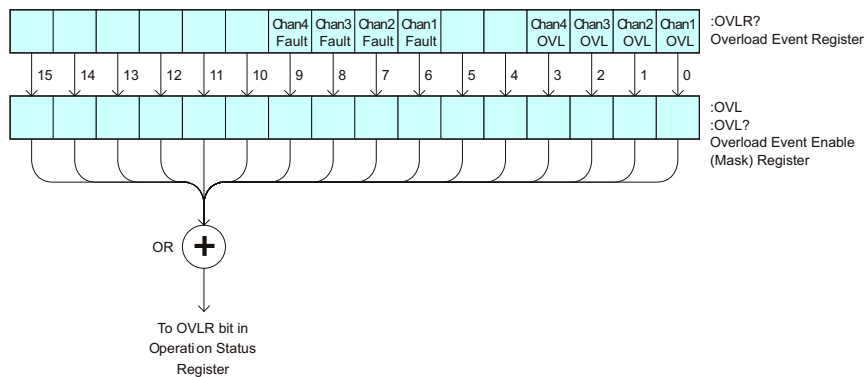 Chan4 Chan3 Chan2 Chan1 Chan4 Chan3 Chan2 Chan1
Fault Fault Fault Fault OVL OVL OVL OVL
:OVLR?
Overload Event Register
15 14 13 12 11 10 9 8 7 6 5 4 3 2 1 0
:OVL
:OVL?
Overload Event Enable
(Mask) Register
OR +
To OVLR bit in
Operation Status
Register